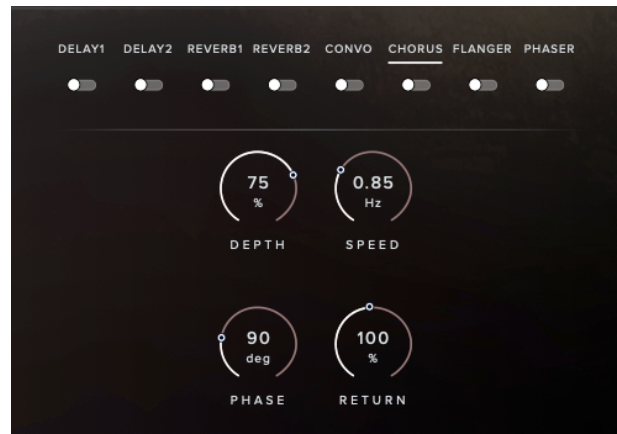 DELAY1 DELAY2 REVERB1 REVERB2 CONVO CHORUS FLANGER PHASER
75 0.85
% Hz
DEPTH SPEED
90 100
deg %
PHASE RETURN